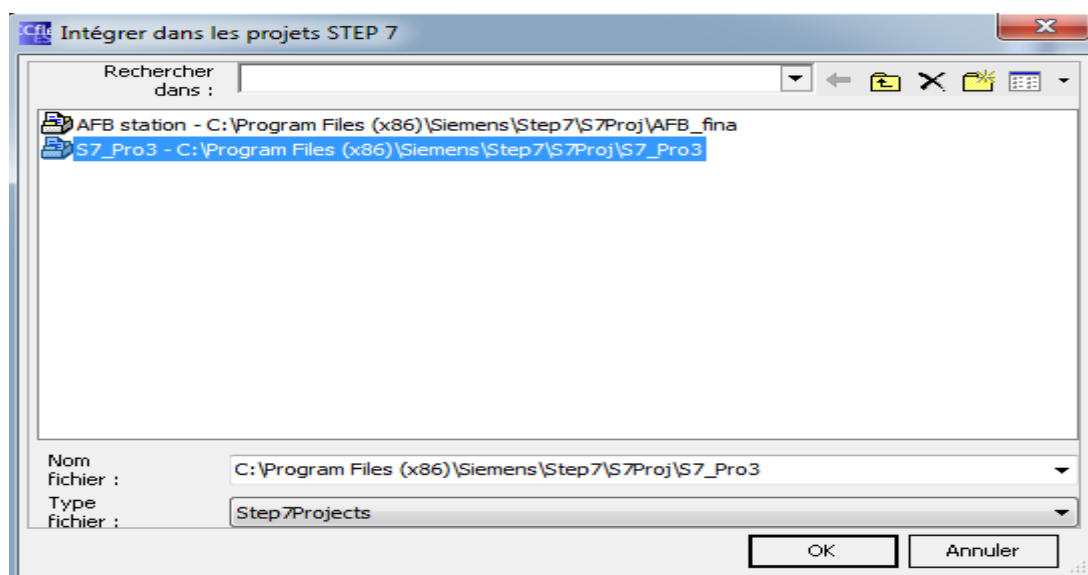 Intégrer dans les projets STEP 7
Rechercher
dans :
AFB station - C:\Program Files (x86)\Siemens\Step7\S7Proj\AFB_fina
S7_Pro3 - C:\Program Files (x86)\Siemens\Step7\S7Proj\S7_Pro3
Nom
fichier :
C:\Program Files (x86)\Siemens\Step7\S7Proj\S7_Pro3
Type
fichier :
Step7Projects
OK
Annuler